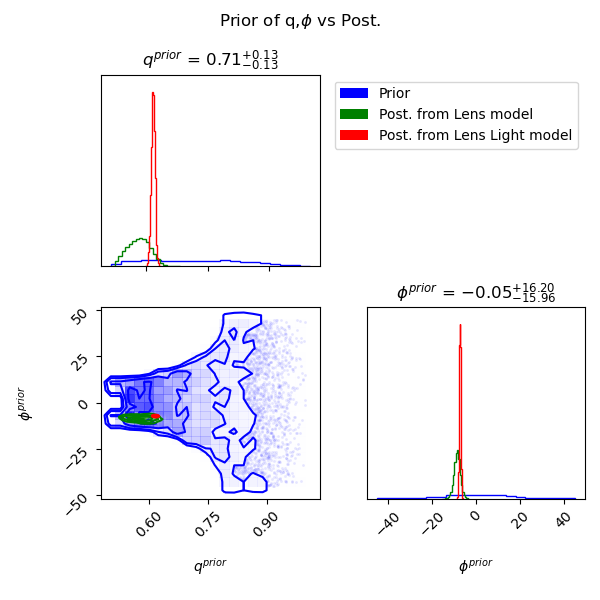 Prior of q,ϕ vs Post.
q^prior = 0.71 +0.13 −0.13
Prior
Post. from Lens model
Post. from Lens Light model
ϕ^prior = −0.05 +16.20 −15.96
50
25
0
−25
−50
ϕ^prior
0.60 0.75 0.90
q^prior
−40 −20 0 20 40
ϕ^prior